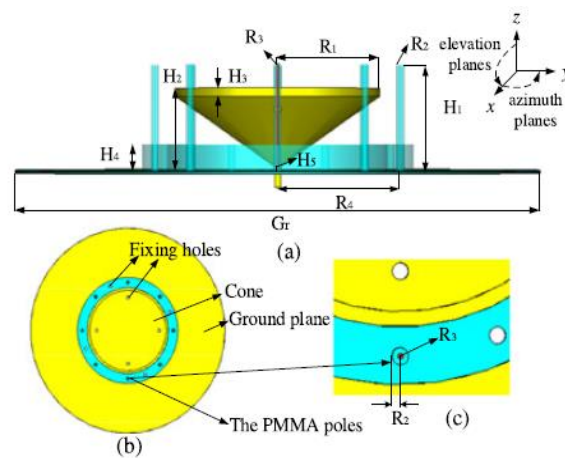 z
R₃ R₁ R₂ elevation planes y
H₂ H₃ x azimuth planes
H₁
H₄ H₅
R₄
Gr
(a)
Fixing holes
Cone
Ground plane
R₃
The PMMA poles R₂
(b) (c)